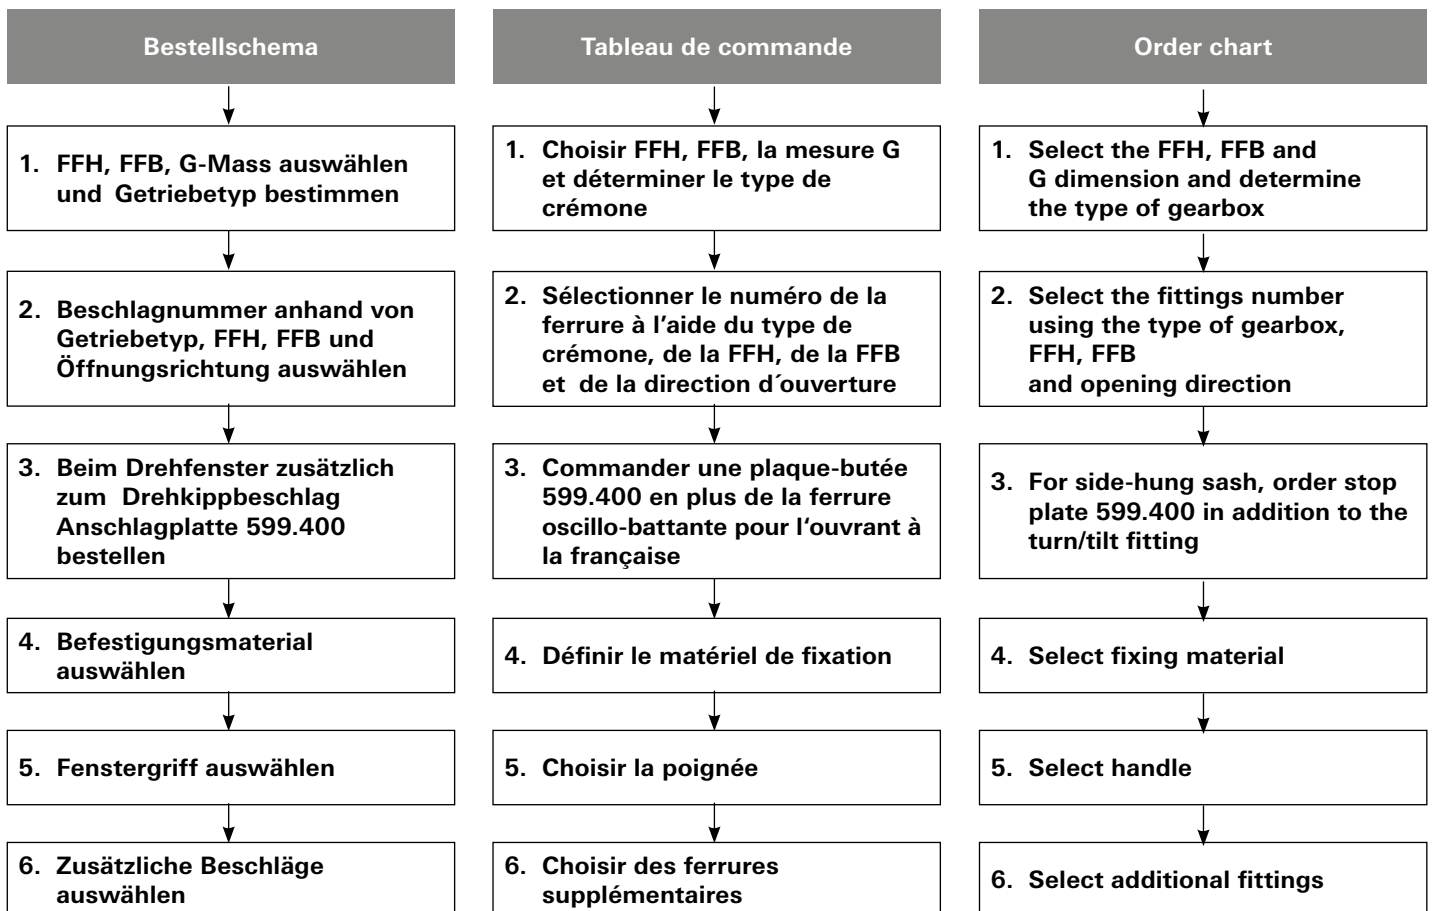 Bestellschema
1. FFH, FFB, G-Mass auswählen
und Getriebetyp bestimmen
2. Beschlagnummer anhand von
Getriebetyp, FFH, FFB und
Öffnungsrichtung auswählen
3. Beim Drehfenster zusätzlich
zum Drehkippbeschlag
Anschlagplatte 599.400
bestellen
4. Befestigungsmaterial
auswählen
5. Fenstergriff auswählen
6. Zusätzliche Beschläge
auswählen
Tableau de commande
1. Choisir FFH, FFB, la mesure G
et déterminer le type de
crémone
2. Sélectionner le numéro de la
ferrure à l’aide du type de
crémone, de la FFH, de la FFB
et de la direction d´ouverture
3. Commander une plaque-butée
599.400 en plus de la ferrure
oscillo-battante pour l‘ouvrant à
la française
4. Définir le matériel de fixation
5. Choisir la poignée
6. Choisir des ferrures
supplémentaires
Order chart
1. Select the FFH, FFB and
G dimension and determine
the type of gearbox
2. Select the fittings number
using the type of gearbox,
FFH, FFB
and opening direction
3. For side-hung sash, order stop
plate 599.400 in addition to the
turn/tilt fitting
4. Select fixing material
5. Select handle
6. Select additional fittings